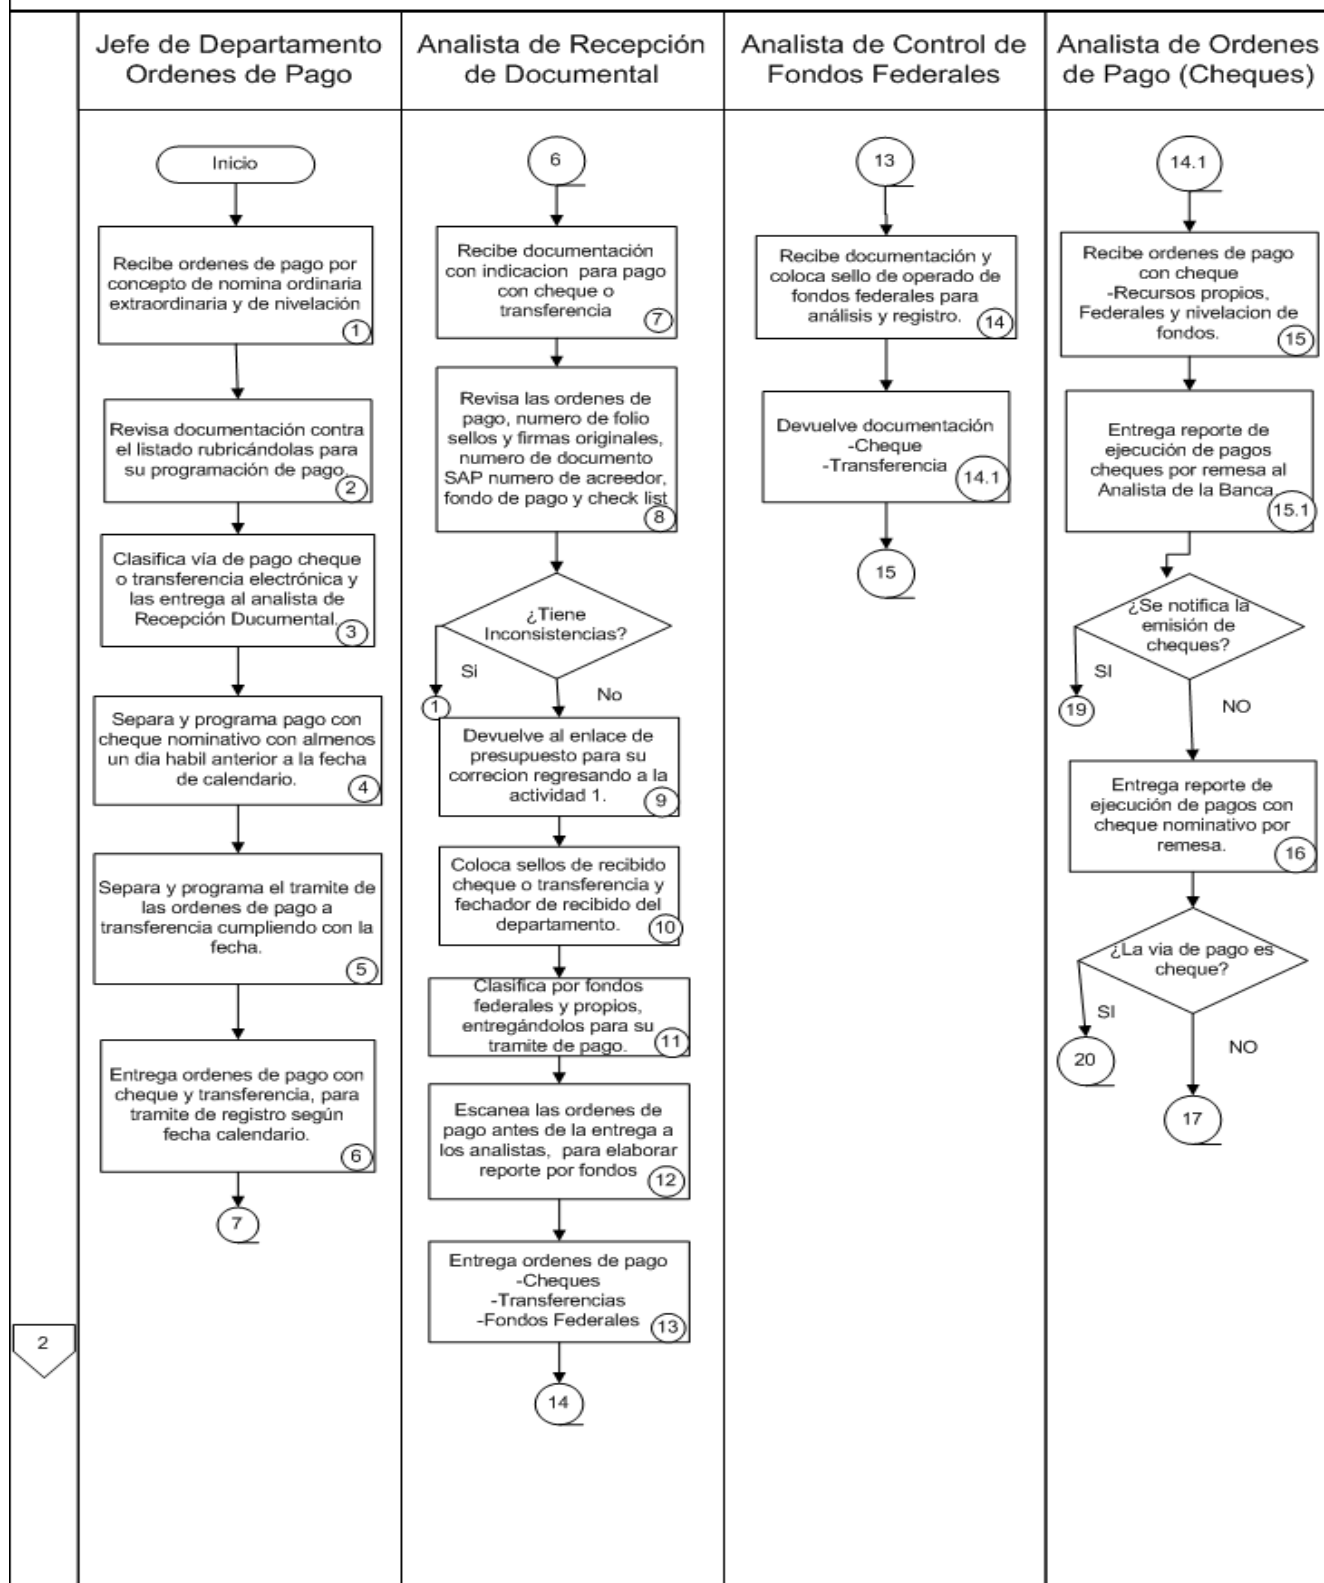 Jefe de Departamento
Ordenes de Pago
Inicio
Recibe ordenes de pago por
concepto de nomina ordinaria
extraordinaria y de nivelación
1
Revisa documentación contra
el listado rubricándolas para
su programación de pago.
2
Clasifica vía de pago cheque
o transferencia electrónica y
las entrega al analista de
Recepción Ducumental.
3
Separa y programa pago con
cheque nominativo con almenos
un dia habil anterior a la fecha
de calendario.
4
Separa y programa el tramite de
las ordenes de pago a
transferencia cumpliendo con la
fecha.
5
Entrega ordenes de pago con
cheque y transferencia, para
tramite de registro según
fecha calendario.
6
7
2
Analista de Recepción
de Documental
6
Recibe documentación
con indicacion para pago
con cheque o
transferencia
7
Revisa las ordenes de
pago, numero de folio
sellos y firmas originales,
numero de documento
SAP numero de acreedor,
fondo de pago y check list
8
¿Tiene
Inconsistencias?
Si
1
No
Devuelve al enlace de
presupuesto para su
correcion regresando a la
actividad 1.
9
Coloca sellos de recibido
cheque o transferencia y
fechador de recibido del
departamento.
10
Clasifica por fondos
federales y propios,
entregándolos para su
tramite de pago.
11
Escanea las ordenes de
pago antes de la entrega a
los analistas, para elaborar
reporte por fondos
12
Entrega ordenes de pago
-Cheques
-Transferencias
-Fondos Federales
13
14
Analista de Control de
Fondos Federales
13
Recibe documentación y
coloca sello de operado de
fondos federales para
análisis y registro.
14
Devuelve documentación
-Cheque
-Transferencia
14.1
15
Analista de Ordenes
de Pago (Cheques)
14.1
Recibe ordenes de pago
con cheque
-Recursos propios,
Federales y nivelacion de
fondos.
15
Entrega reporte de
ejecución de pagos
cheques por remesa al
Analista de la Banca.
15.1
¿Se notifica la
emisión de
cheques?
SI
19
NO
Entrega reporte de
ejecución de pagos con
cheque nominativo por
remesa.
16
¿La via de pago es
cheque?
SI
20
NO
17